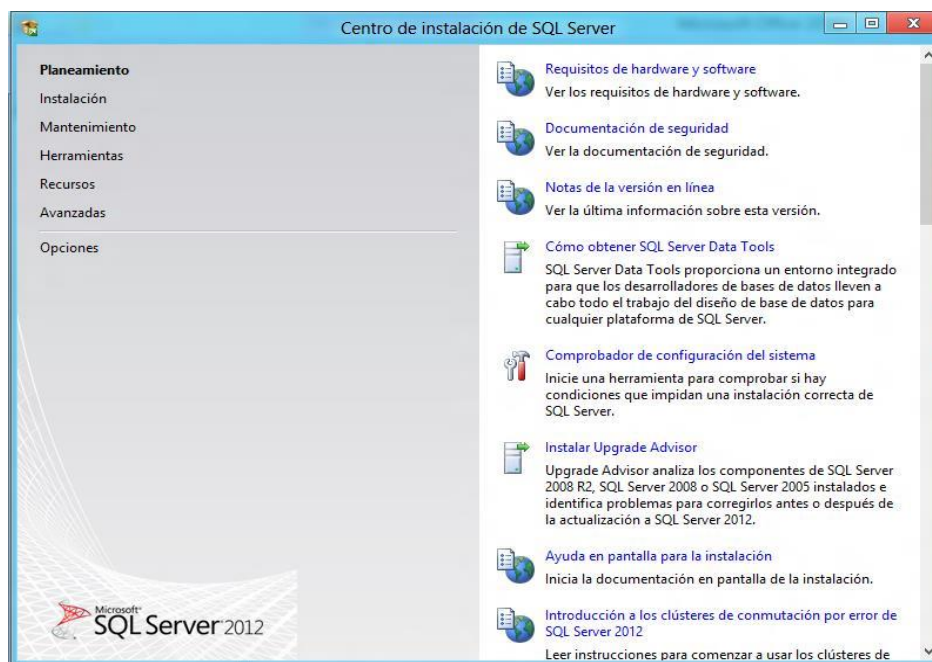 Centro de instalación de SQL Server
Planeamiento
Instalación
Mantenimiento
Herramientas
Recursos
Avanzadas
Opciones
Microsoft®
SQL Server® 2012
Requisitos de hardware y software
Ver los requisitos de hardware y software.
Documentación de seguridad
Ver la documentación de seguridad.
Notas de la versión en línea
Ver la última información sobre esta versión.
Cómo obtener SQL Server Data Tools
SQL Server Data Tools proporciona un entorno integrado
para que los desarrolladores de bases de datos lleven a
cabo todo el trabajo del diseño de base de datos para
cualquier plataforma de SQL Server.
Comprobador de configuración del sistema
Inicie una herramienta para comprobar si hay
condiciones que impidan una instalación correcta de
SQL Server.
Instalar Upgrade Advisor
Upgrade Advisor analiza los componentes de SQL Server
2008 R2, SQL Server 2008 o SQL Server 2005 instalados e
identifica problemas para corregirlos antes o después de
la actualización a SQL Server 2012.
Ayuda en pantalla para la instalación
Inicia la documentación en pantalla de la instalación.
Introducción a los clústeres de conmutación por error de
SQL Server 2012
Leer instrucciones para comenzar a usar los clústeres de